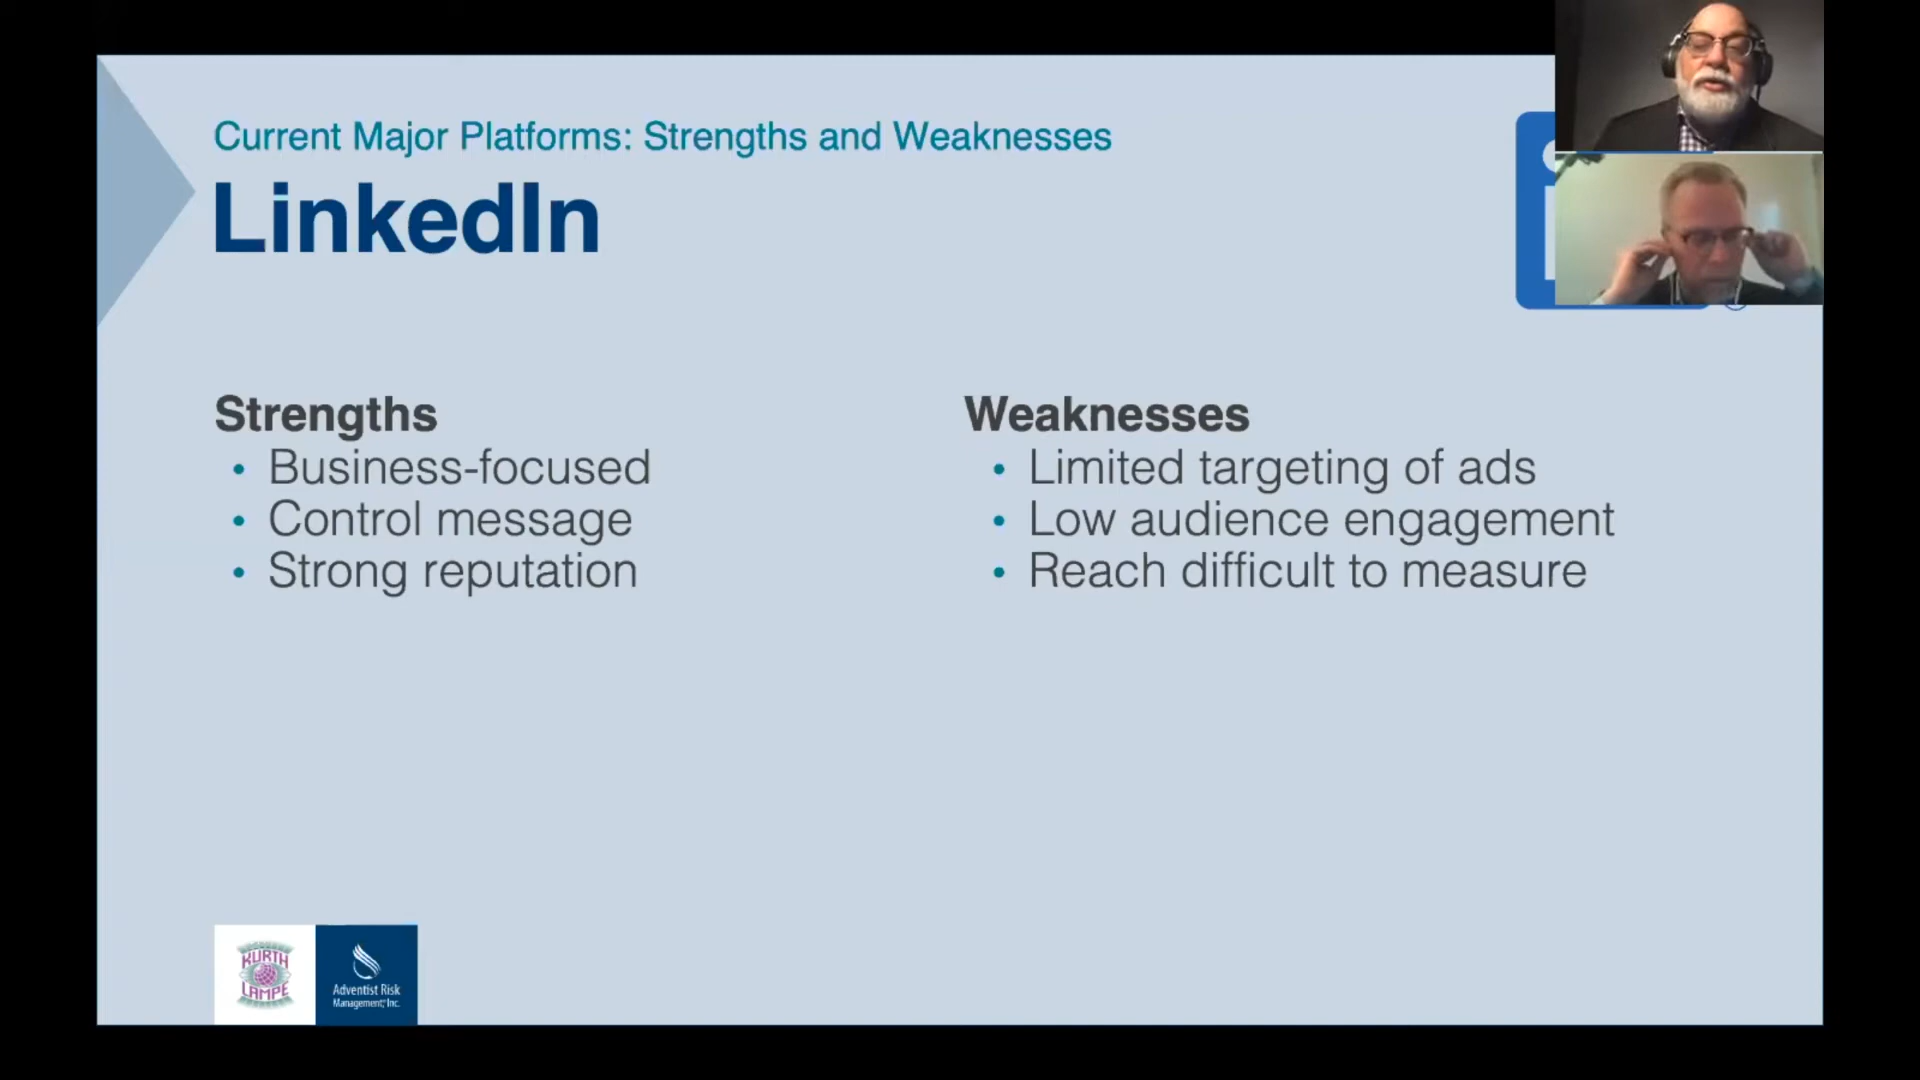 Current Major Platforms: Strengths and Weaknesses
LinkedIn
Strengths
• Business-focused
• Control message
• Strong reputation
Weaknesses
• Limited targeting of ads
• Low audience engagement
• Reach difficult to measure
KURTH
LAMPE
Adventist Risk
Management, Inc.